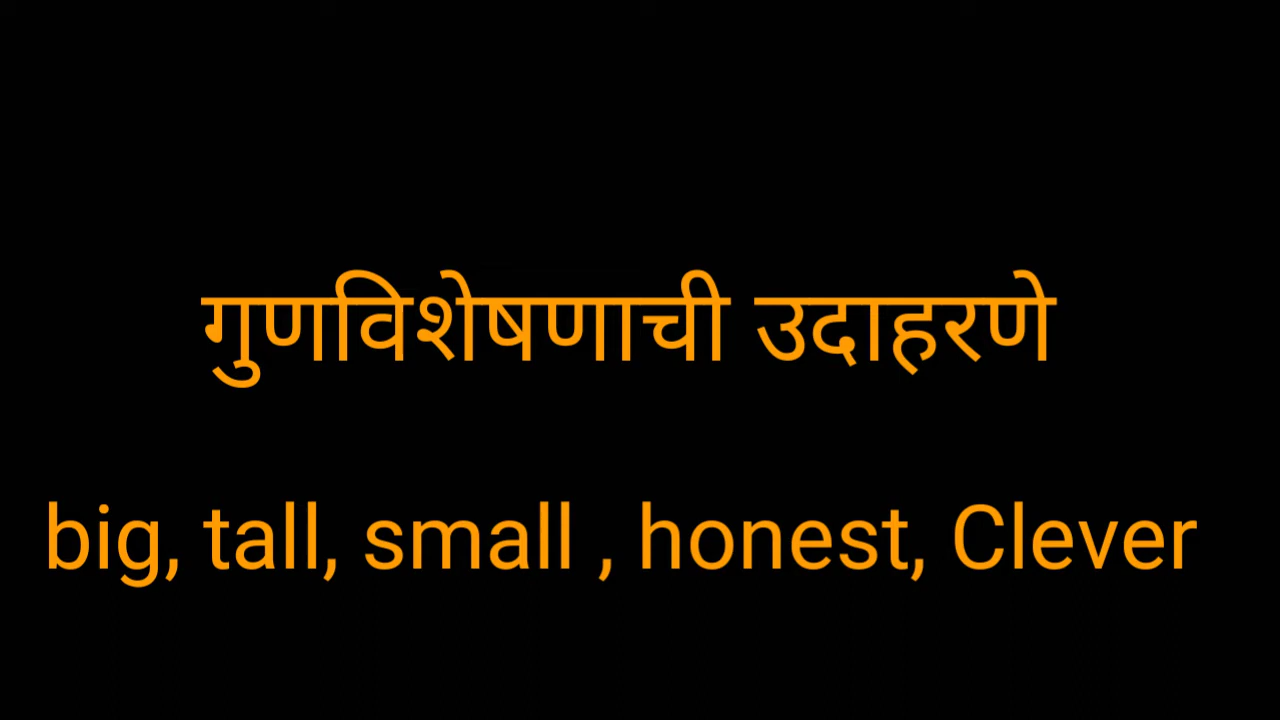 गुणविशेषणाची उदाहरणे
big, tall, small , honest, Clever